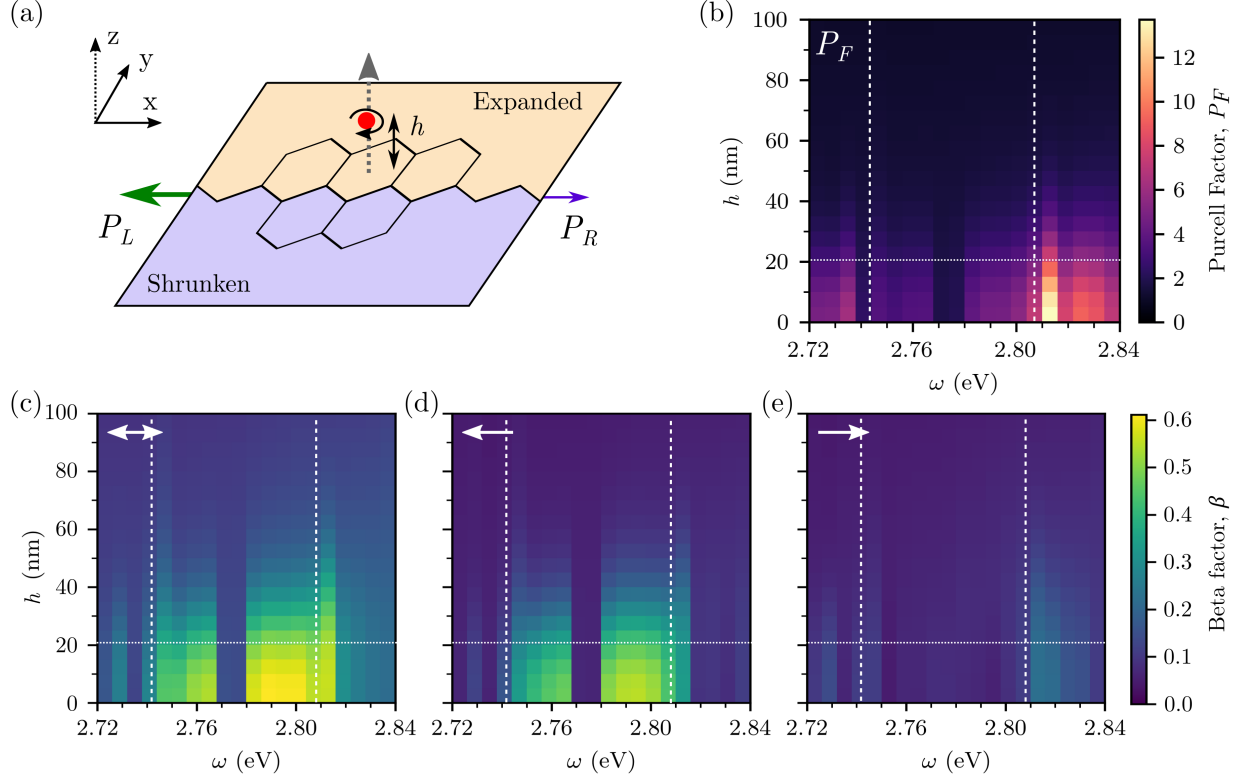 (a)
z
y
x
Expanded
h
P_L
P_R
Shrunken
(b)
P_F
100
80
60
40
20
0
h (nm)
2.72
2.76
2.80
2.84
ω (eV)
12
10
8
6
4
2
0
Purcell Factor, P_F
(c)
100
80
60
40
20
0
h (nm)
2.72
2.76
2.80
2.84
ω (eV)
(d)
2.72
2.76
2.80
2.84
ω (eV)
(e)
2.72
2.76
2.80
2.84
ω (eV)
0.6
0.5
0.4
0.3
0.2
0.1
0.0
Beta factor, β